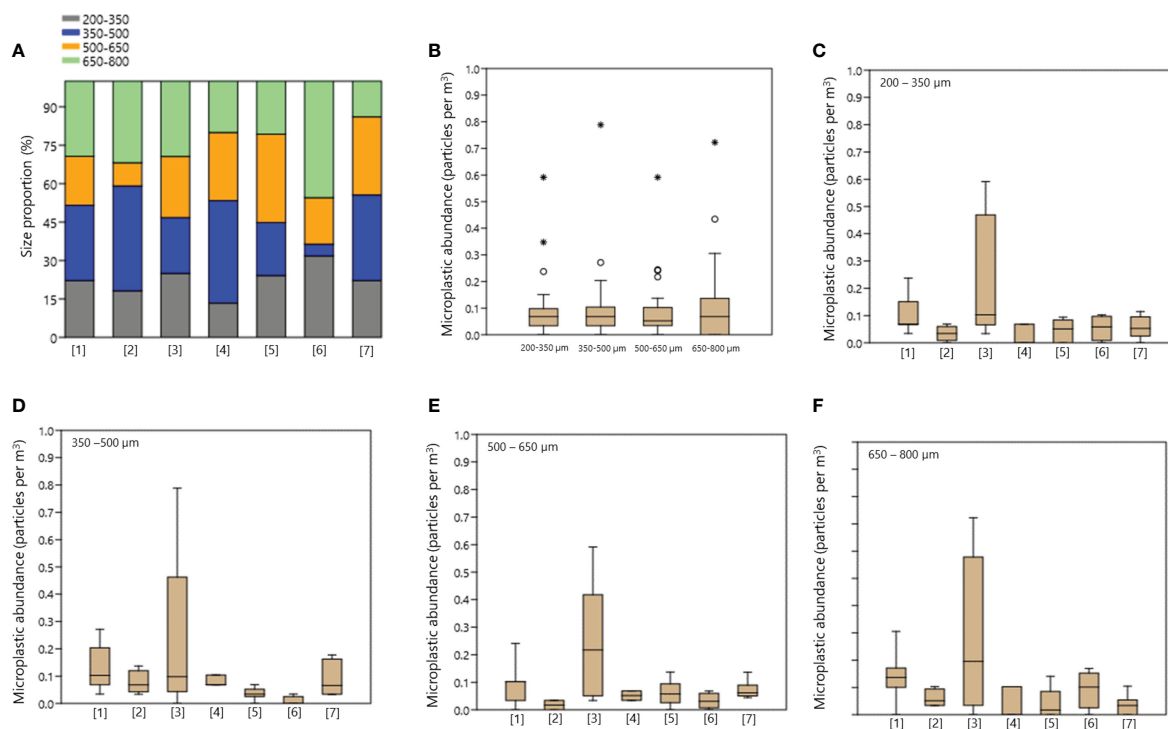 200-350
350-500
500-650
650-800
A
Size proportion (%)
90
75
60
45
30
15
0
[1] [2] [3] [4] [5] [6] [7]
B
Microplastic abundance (particles per m³)
1.0
0.9
0.8
0.7
0.6
0.5
0.4
0.3
0.2
0.1
0.0
200-350 µm 350-500 µm 500-650 µm 650-800 µm
C
200 – 350 µm
Microplastic abundance (particles per m³)
1.0
0.9
0.8
0.7
0.6
0.5
0.4
0.3
0.2
0.1
0.0
[1] [2] [3] [4] [5] [6] [7]
D
350 –500 µm
Microplastic abundance (particles per m³)
1.0
0.9
0.8
0.7
0.6
0.5
0.4
0.3
0.2
0.1
0.0
[1] [2] [3] [4] [5] [6] [7]
E
500 – 650 µm
Microplastic abundance (particles per m³)
1.0
0.9
0.8
0.7
0.6
0.5
0.4
0.3
0.2
0.1
0.0
[1] [2] [3] [4] [5] [6] [7]
F
650 – 800 µm
Microplastic abundance (particles per m³)
[1] [2] [3] [4] [5] [6] [7]